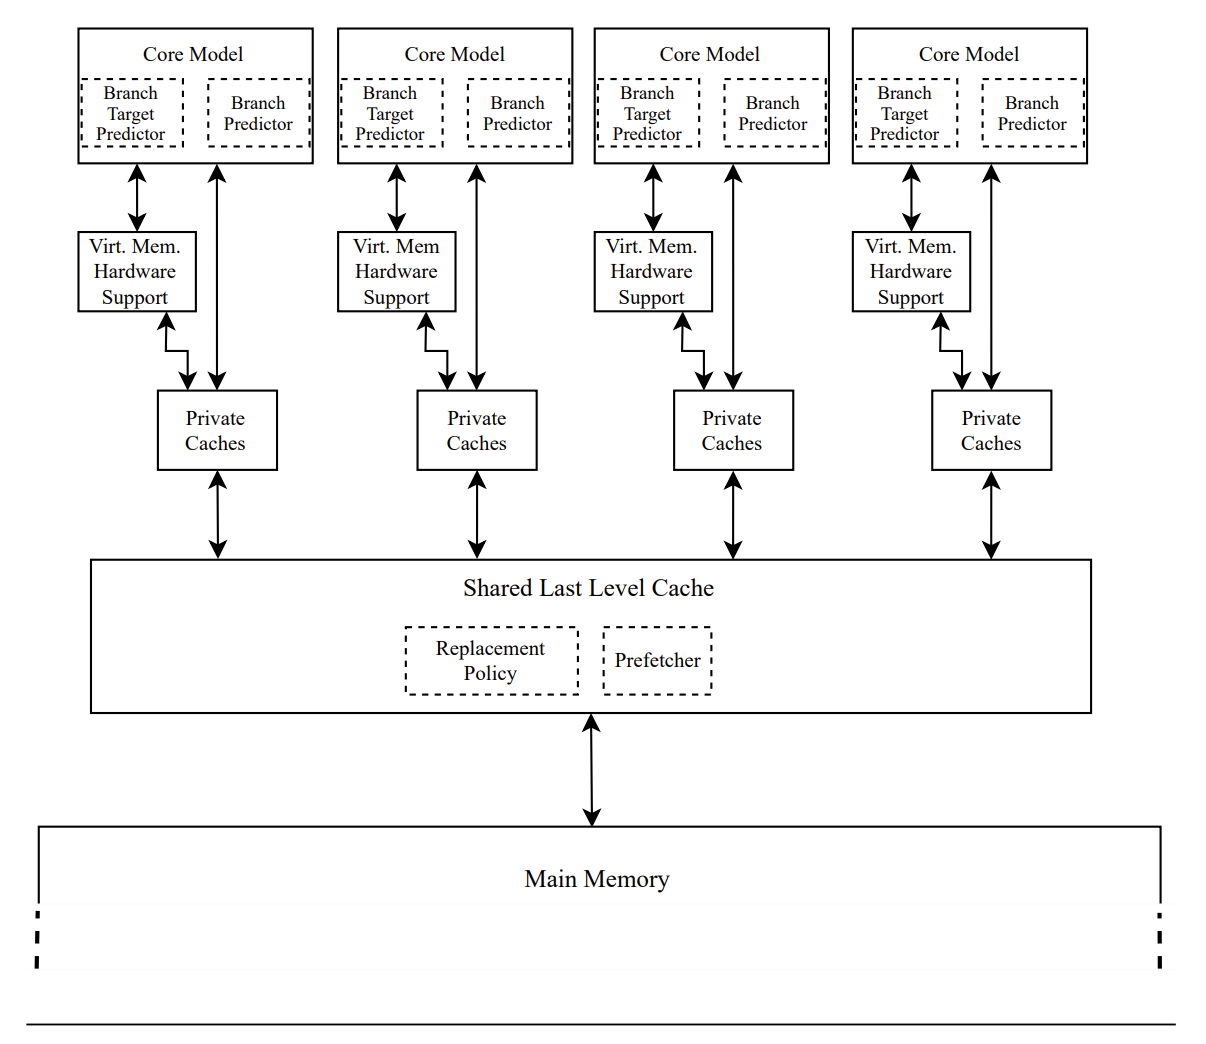 Core Model
Branch
Target
Predictor
Branch
Predictor
Core Model
Branch
Target
Predictor
Branch
Predictor
Core Model
Branch
Target
Predictor
Branch
Predictor
Core Model
Branch
Target
Predictor
Branch
Predictor
Virt. Mem.
Hardware
Support
Virt. Mem
Hardware
Support
Virt. Mem.
Hardware
Support
Virt. Mem.
Hardware
Support
Private
Caches
Private
Caches
Private
Caches
Private
Caches
Shared Last Level Cache
Replacement
Policy
Prefetcher
Main Memory